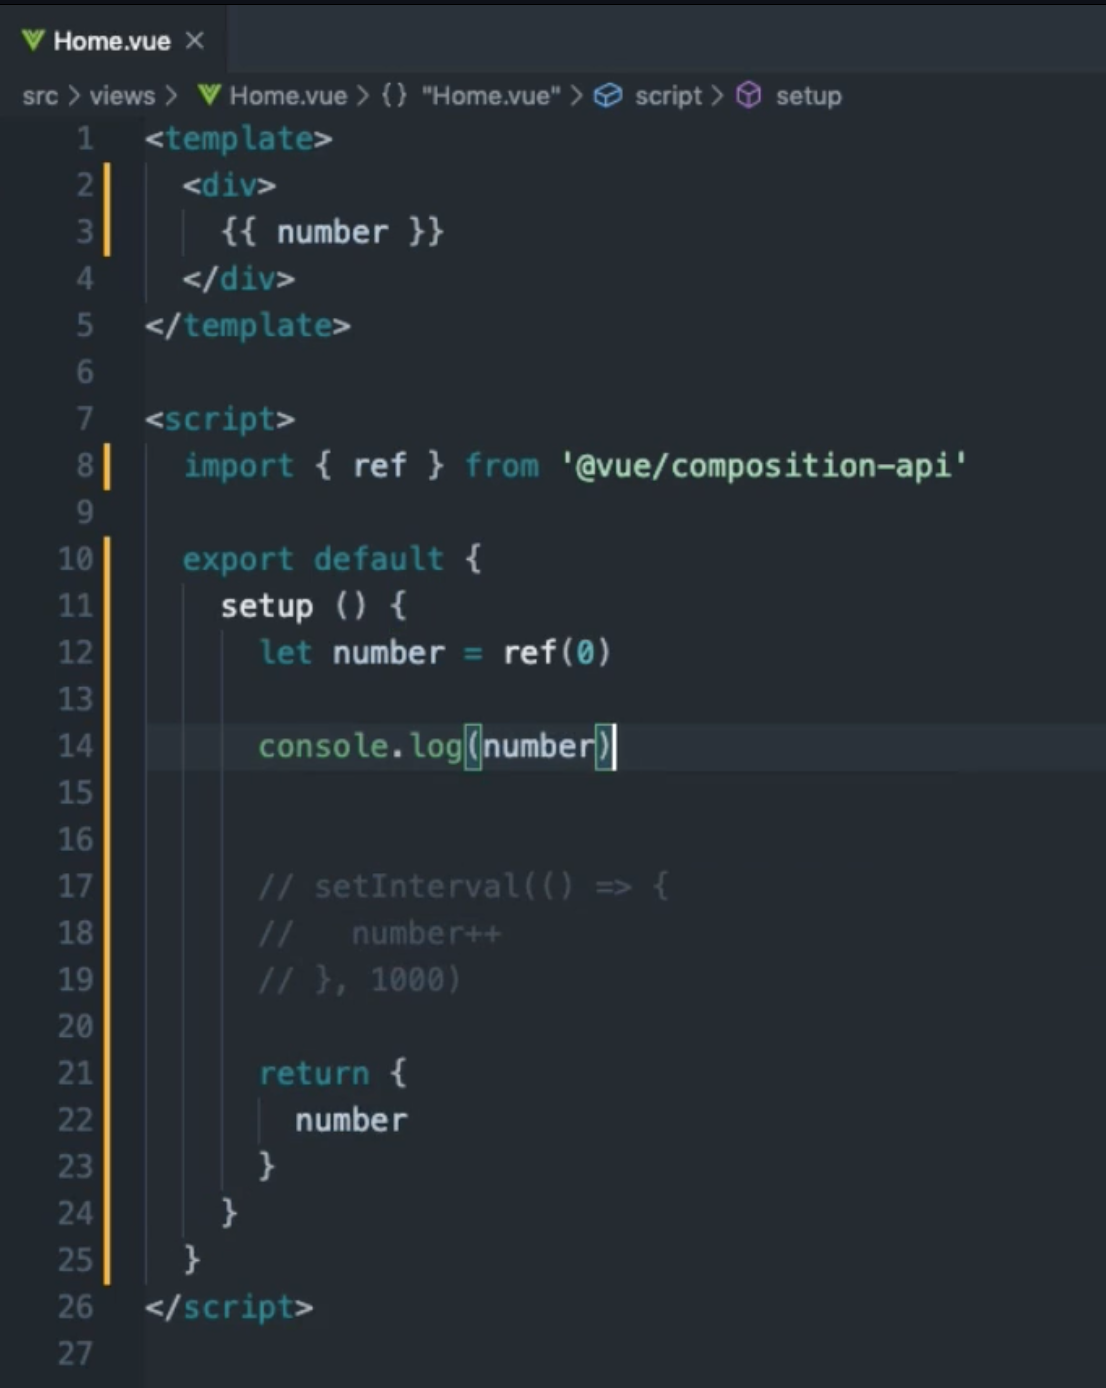 Home.vue ×
src > views > Home.vue > {} "Home.vue" > script > setup
1 <template>
2   <div>
3     {{ number }}
4   </div>
5 </template>
6
7 <script>
8   import { ref } from '@vue/composition-api'
9
10   export default {
11     setup () {
12       let number = ref(0)
13
14       console.log(number)
15
16
17       // setInterval(() => {
18       //   number++
19       // }, 1000)
20
21       return {
22         number
23       }
24     }
25   }
26 </script>
27